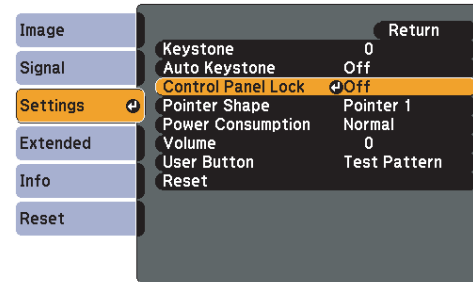 Image
Signal
Settings
Extended
Info
Reset
Return
Keystone 0
Auto Keystone Off
Control Panel Lock Off
Pointer Shape Pointer 1
Power Consumption Normal
Volume 0
User Button Test Pattern
Reset